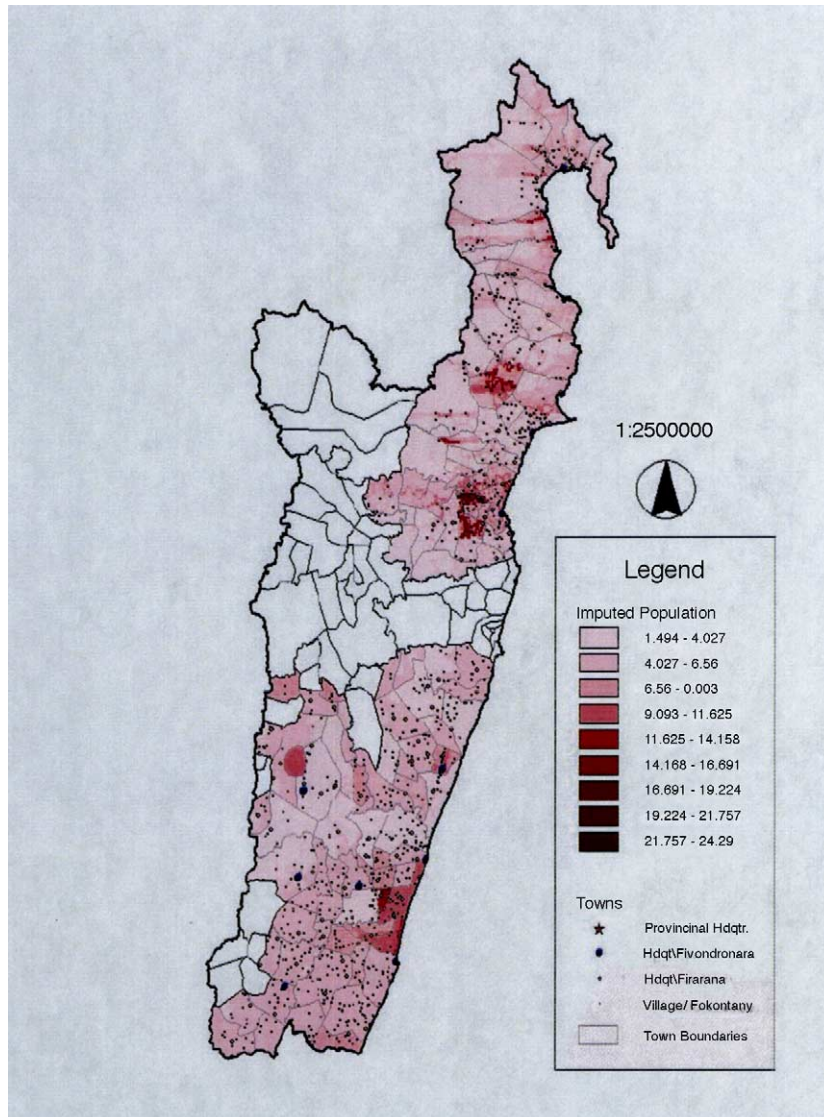 1:2500000
Legend
Imputed Population
1.494 - 4.027
4.027 - 6.56
6.56 - 0.003
9.093 - 11.625
11.625 - 14.158
14.168 - 16.691
16.691 - 19.224
19.224 - 21.757
21.757 - 24.29
Towns
Provincinal Hdqtr.
Hdqt\Fivondronara
Hdqt\Firarana
Village/ Fokontany
Town Boundaries